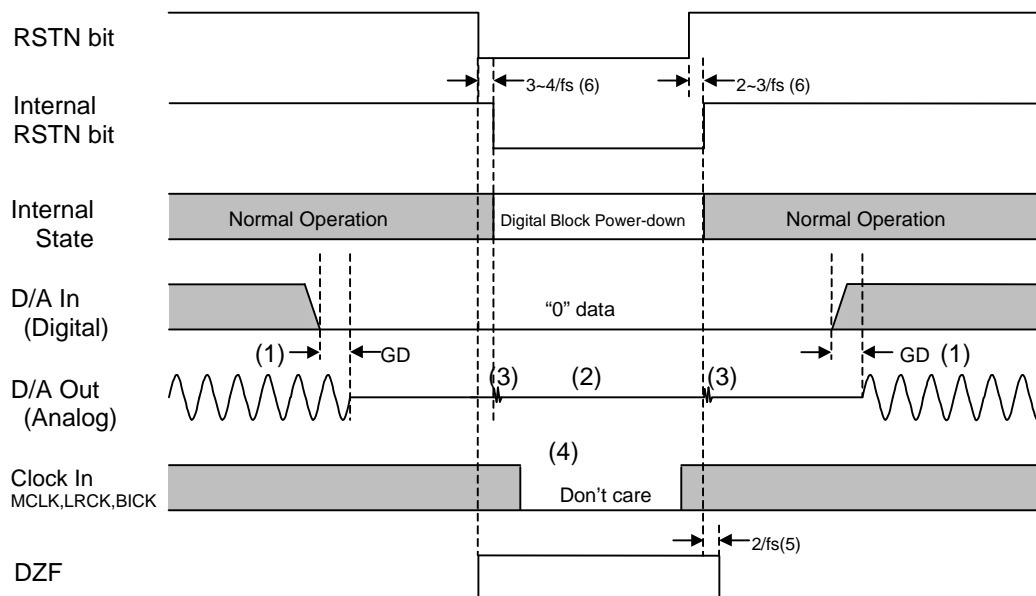 RSTN bit
3~4/fs (6)
2~3/fs (6)
Internal
RSTN bit
Internal
State
Normal Operation
Digital Block Power-down
Normal Operation
D/A In
(Digital)
“0” data
(1)
GD
GD
(1)
D/A Out
(Analog)
(3)
(2)
(3)
Clock In
MCLK,LRCK,BICK
(4)
Don’t care
2/fs(5)
DZF